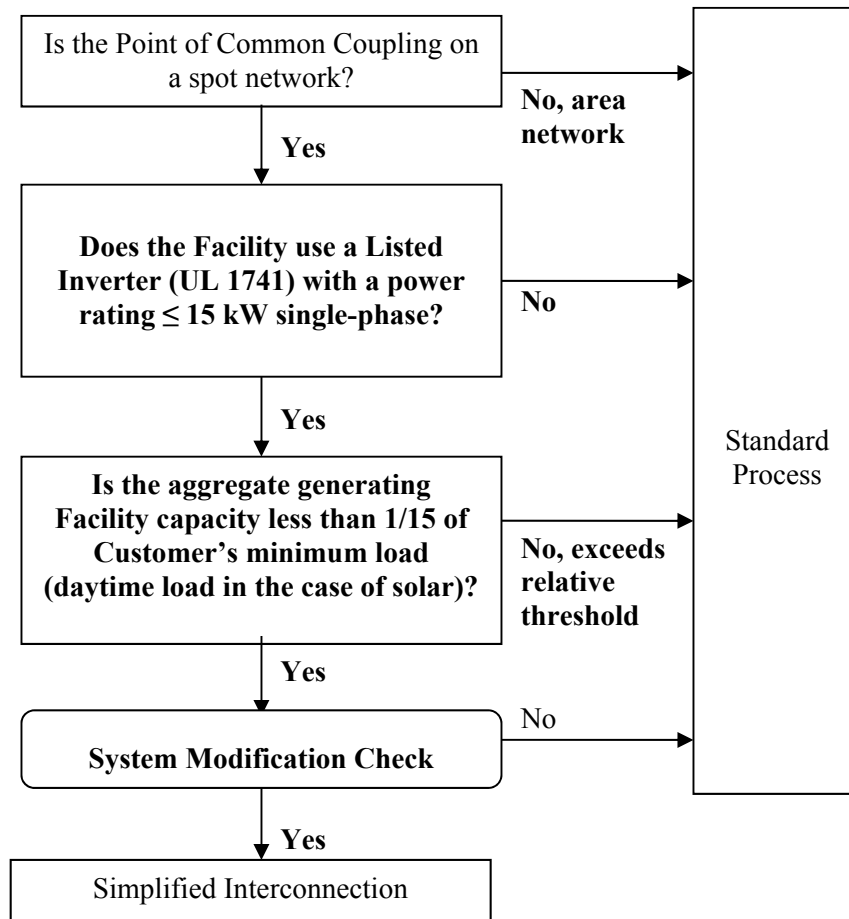 Is the Point of Common Coupling on
a spot network?
No, area
network
Yes
Does the Facility use a Listed
Inverter (UL 1741) with a power
rating ≤ 15 kW single-phase?
No
Yes
Is the aggregate generating
Facility capacity less than 1/15 of
Customer’s minimum load
(daytime load in the case of solar)?
No, exceeds
relative
threshold
Yes
System Modification Check
No
Yes
Simplified Interconnection
Standard
Process